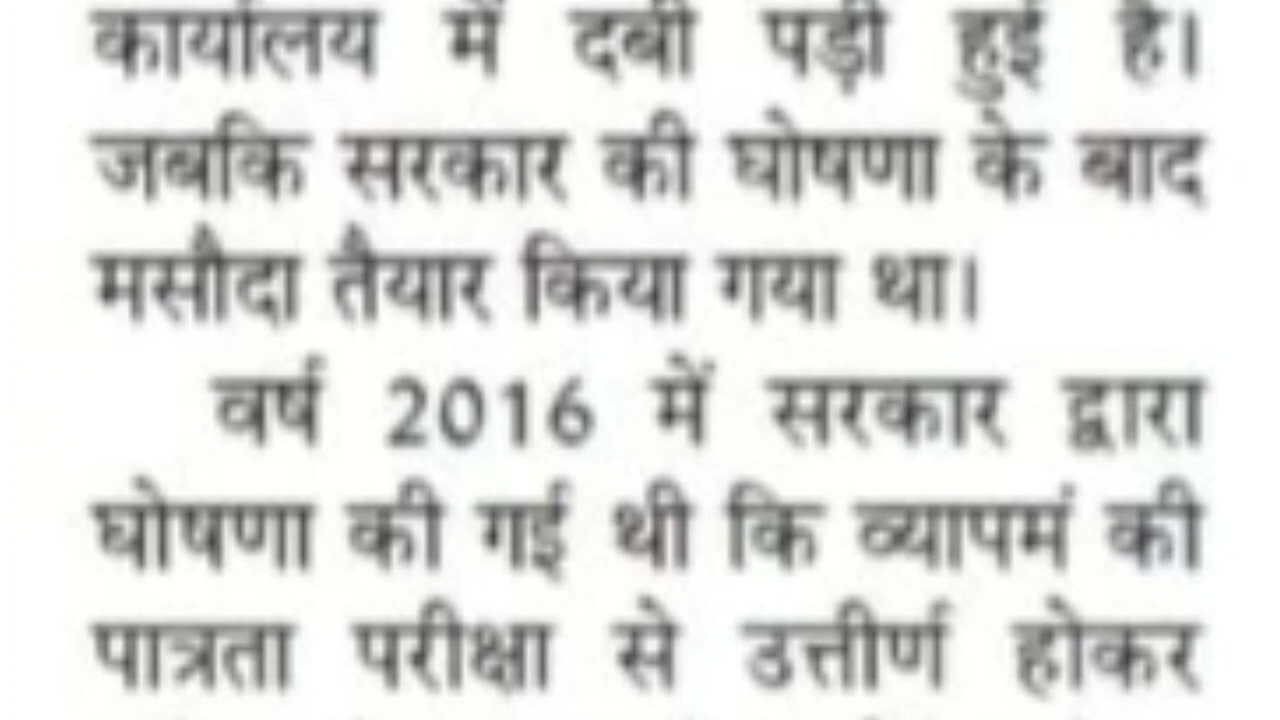 कार्यालय में दबी पड़ी हुई है।
जबकि सरकार की घोषणा के बाद
मसौदा तैयार किया गया था।
वर्ष 2016 में सरकार द्वारा
घोषणा की गई थी कि व्यापमं की
पात्रता परीक्षा से उत्तीर्ण होकर